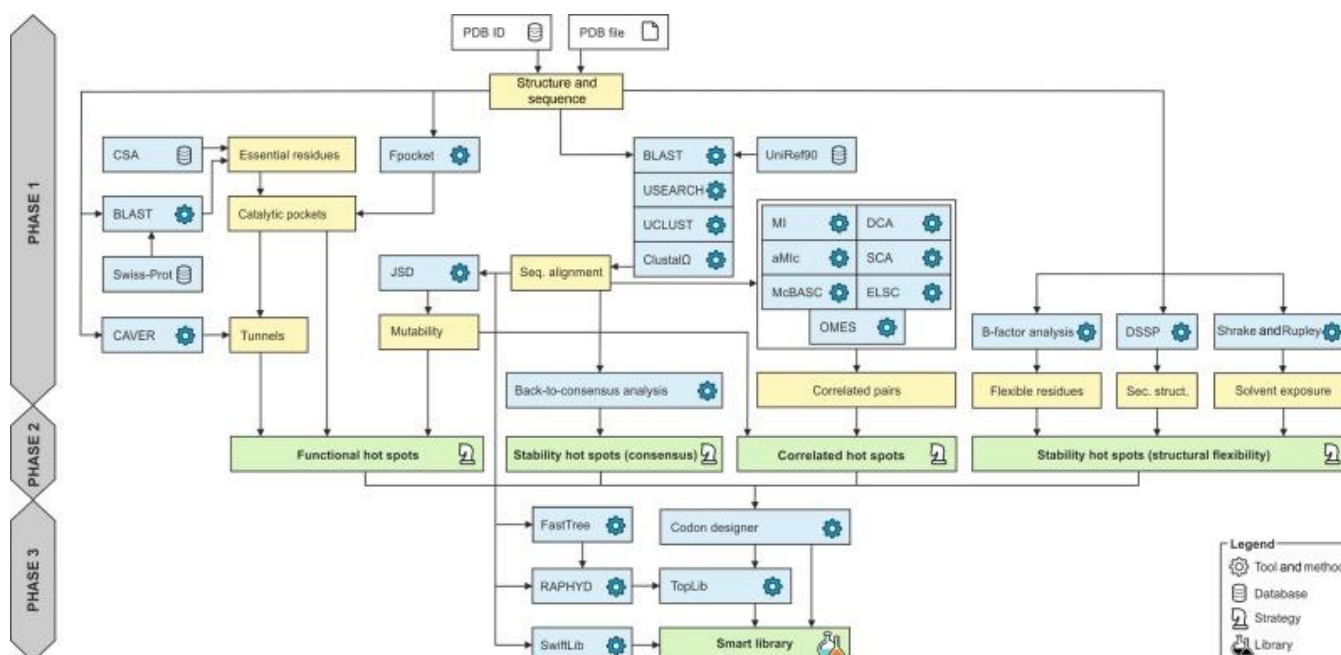 PDB ID
PDB file
Structure and
sequence
CSA
Essential residues
Fpocket
BLAST
UniRef90
USEARCH
BLAST
Catalytic pockets
UCLUST
MI
DCA
Swiss-Prot
JSD
Seq. alignment
ClustalΩ
aMIc
SCA
McBASC
ELSC
CAVER
Tunnels
Mutability
OMES
B-factor analysis
DSSP
Shrake and Rupley
Back-to-consensus analysis
Correlated pairs
Flexible residues
Sec. struct.
Solvent exposure
Functional hot spots
Stability hot spots (consensus)
Correlated hot spots
Stability hot spots (structural flexibility)
FastTree
Codon designer
RAPHYD
TopLib
SwiftLib
Smart library
PHASE 1
PHASE 2
PHASE 3
Legend
Tool and method
Database
Strategy
Library